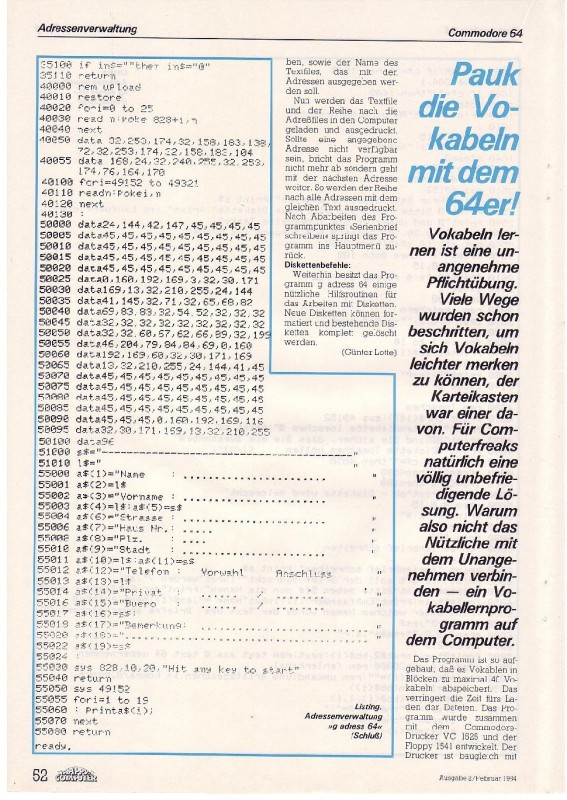 Adressenverwaltung
Commodore 64
35100 if in$=""then in$="@"
35110 return
40000 rem upload
40010 restore
40020 fori=0 to 25
40030 read n:poke 828+i,n
40040 next
40050 data 32,253,174,32,158,183,138,
72,32,253,174,32,158,183,104
40055 data 168,24,32,240,255,32,253,
174,76,164,170
40100 fori=49152 to 49321
40110 readn:pokei,n
40120 next
40130 :
50000 data24,144,42,147,45,45,45,45
50005 data45,45,45,45,45,45,45,45
50010 data45,45,45,45,45,45,45,45
50015 data45,45,45,45,45,45,45,45
50020 data45,45,45,45,45,45,45,45
50025 data0,160,192,169,3,32,30,171
50030 data169,13,32,210,255,24,144
50035 data41,145,32,71,32,65,68,82
50040 data69,83,83,32,54,52,32,32,32
50045 data32,32,32,32,32,32,32,32,32
50050 data32,32,60,67,62,66,89,32,199
50055 data46,204,79,84,84,69,0,160
50060 data192,169,60,32,30,171,169
50065 data13,32,210,255,24,144,41,45
50070 data45,45,45,45,45,45,45,45
50075 data45,45,45,45,45,45,45,45
50080 data45,45,45,45,45,45,45,45
50085 data45,45,45,45,45,45,45,45
50090 data45,45,45,0,160,192,169,116
50095 data32,30,171,169,13,32,210,255
50100 data96
51000 s$="----------------------------------"
51010 l$=" "
55000 a$(1)="Name : .................... "
55001 a$(2)=l$
55002 a$(3)="Vorname : .................... "
55003 a$(4)=l$:a$(5)=s$
55004 a$(6)="Strasse : .................... "
55006 a$(7)="Haus Nr.: .... "
55008 a$(8)="Plz. : .... "
55010 a$(9)="Stadt : .................... "
55011 a$(10)=l$:a$(11)=s$
55012 a$(12)="Telefon : Vorwahl Anschluss "
55013 a$(13)=l$
55014 a$(14)="Privat : ...... / .......... "
55016 a$(15)="Buero : ...... / .......... "
55017 a$(16)=s$:
55018 a$(17)="Bemerkung: .................... "
55020 a$(18)=".............................. "
55022 a$(19)=s$
55024 :
55030 sys 828,10,20,"Hit any key to start"
55040 return
55050 sys 49152
55055 fori=1 to 19
55060 : printa$(i);
55070 next
55080 return
ready.
Listing.
Adressenverwaltung
»g adress 64«
(Schluß)
ben, sowie der Name des
Textfiles, das mit der
Adressen ausgegeben wer-
den soll.
Nun werden das Textfile
und der Reihe nach die
Adreßfiles in den Computer
geladen und ausgedruckt.
Sollte eine angegebene
Adresse nicht verfügbar
sein, bricht das Programm
nicht mehr ab sondern geht
mit der nächsten Adresse
weiter. So werden der Reihe
nach alle Adressen mit dem
gleichen Text ausgedruckt.
Nach Abarbeiten des Pro-
grammpunktes »Serienbrief
schreiben« springt das Pro-
gramm ins Hauptmenü zu-
rück.
Diskettenbefehle:
Weiterhin besitzt das Pro-
gramm g adress 64 einige
nützliche Hilfsroutinen für
das Arbeiten mit Disketten.
Neue Disketten können for-
matiert und bestehende Dis-
ketten komplett gelöscht
werden.
(Günter Lotte)
Pauk
die Vo-
kabeln
mit dem
64er!
Vokabeln ler-
nen ist eine un-
angenehme
Pflichtübung.
Viele Wege
wurden schon
beschritten, um
sich Vokabeln
leichter merken
zu können, der
Karteikasten
war einer da-
von. Für Com-
puterfreaks
natürlich eine
völlig unbefrie-
digende Lö-
sung. Warum
also nicht das
Nützliche mit
dem Unange-
nehmen verbin-
den — ein Vo-
kabellernpro-
gramm auf
dem Computer.
Das Programm ist so auf-
gebaut, daß es Vokabeln in
Blöcken zu maximal 40 Vo-
kabeln abspeichert. Das
verringert die Zeit fürs La-
den der Dateien. Das Pro-
gramm wurde zusammen
mit dem Commodore-
Drucker VC 1525 und der
Floppy 1541 entwickelt. Der
Drucker ist baugleich mit
52 HAPPY COMPUTER
Ausgabe 2/Februar 1984